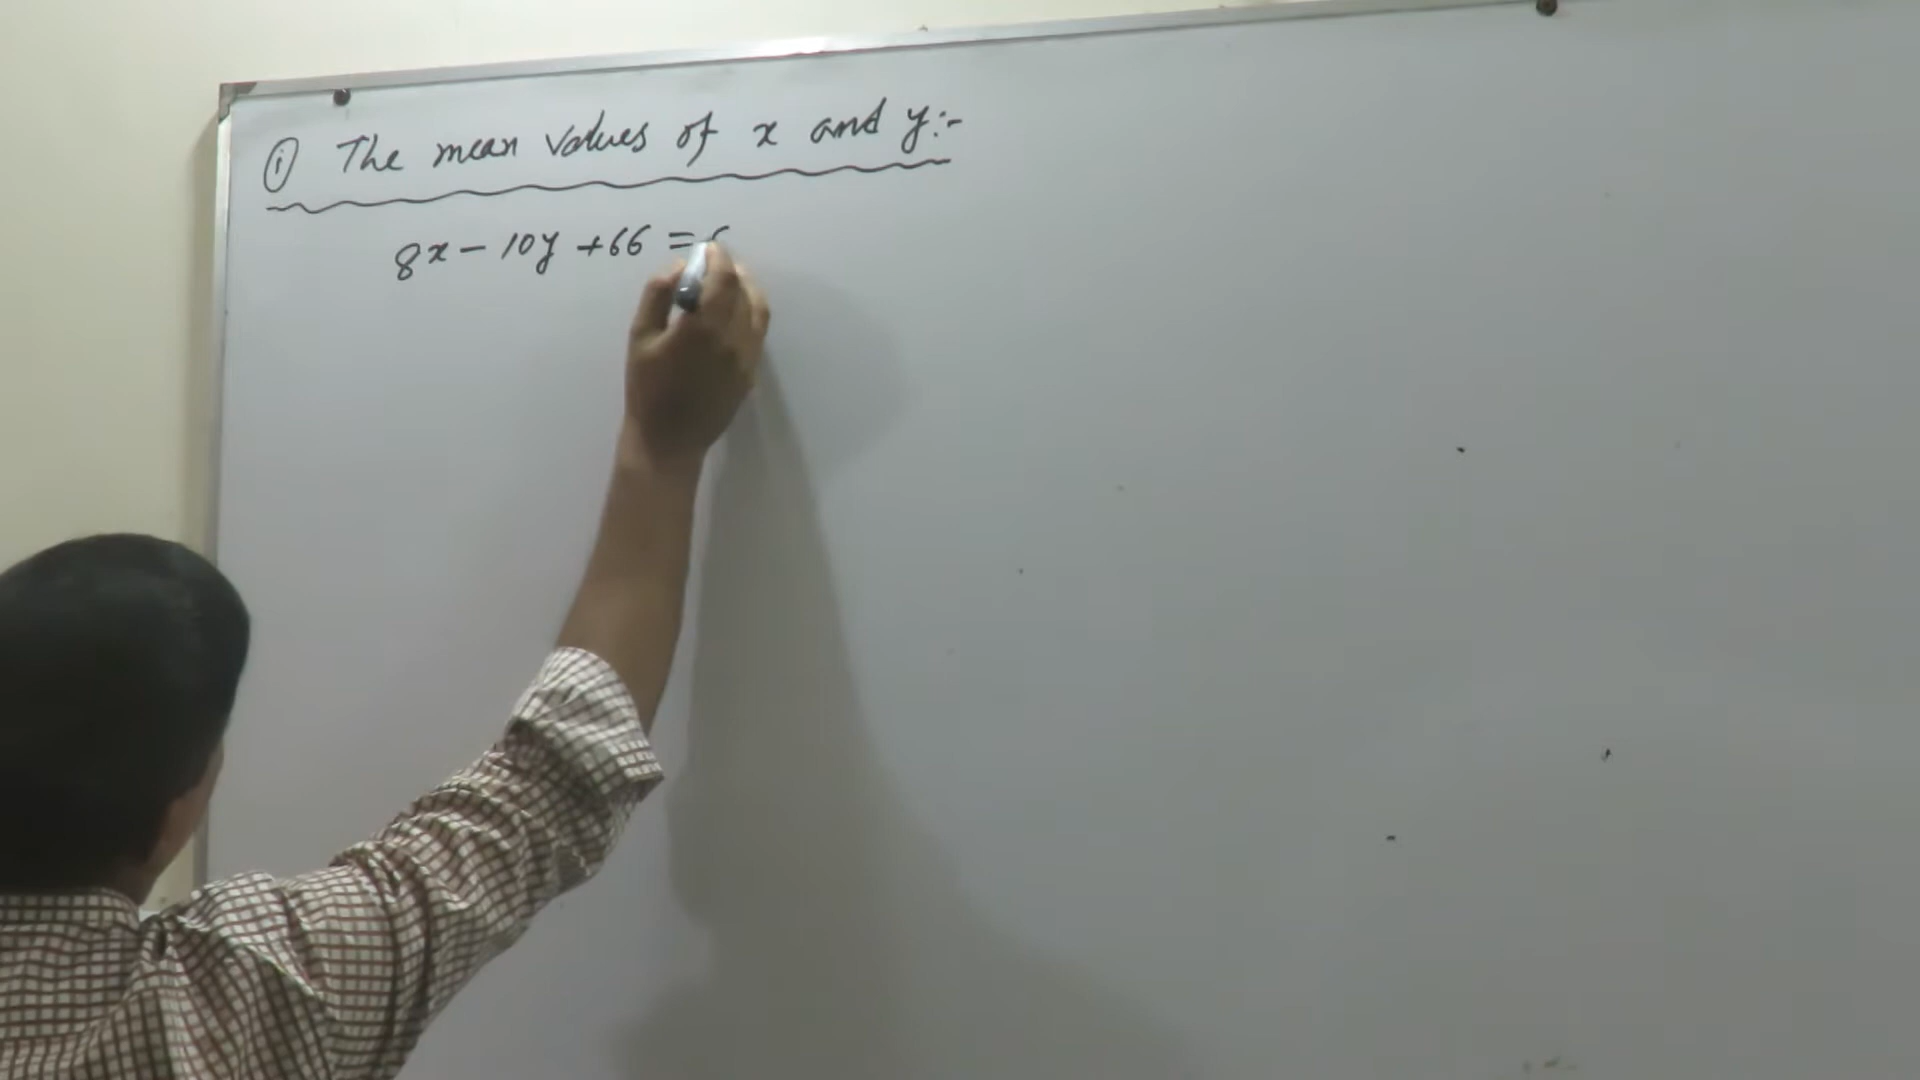 ① The mean values of x and y:-
8x - 10y + 66 =